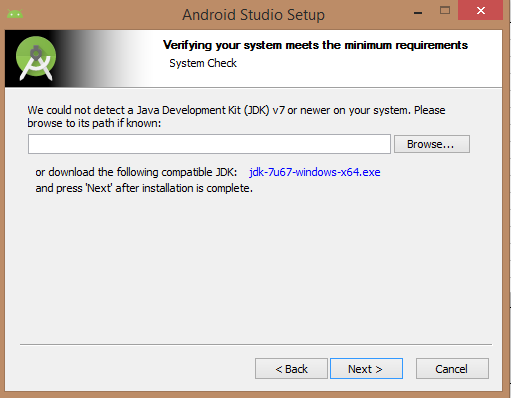 Android Studio Setup
Verifying your system meets the minimum requirements
System Check
We could not detect a Java Development Kit (JDK) v7 or newer on your system. Please
browse to its path if known:
Browse...
or download the following compatible JDK: jdk-7u67-windows-x64.exe
and press 'Next' after installation is complete.
< Back Next > Cancel